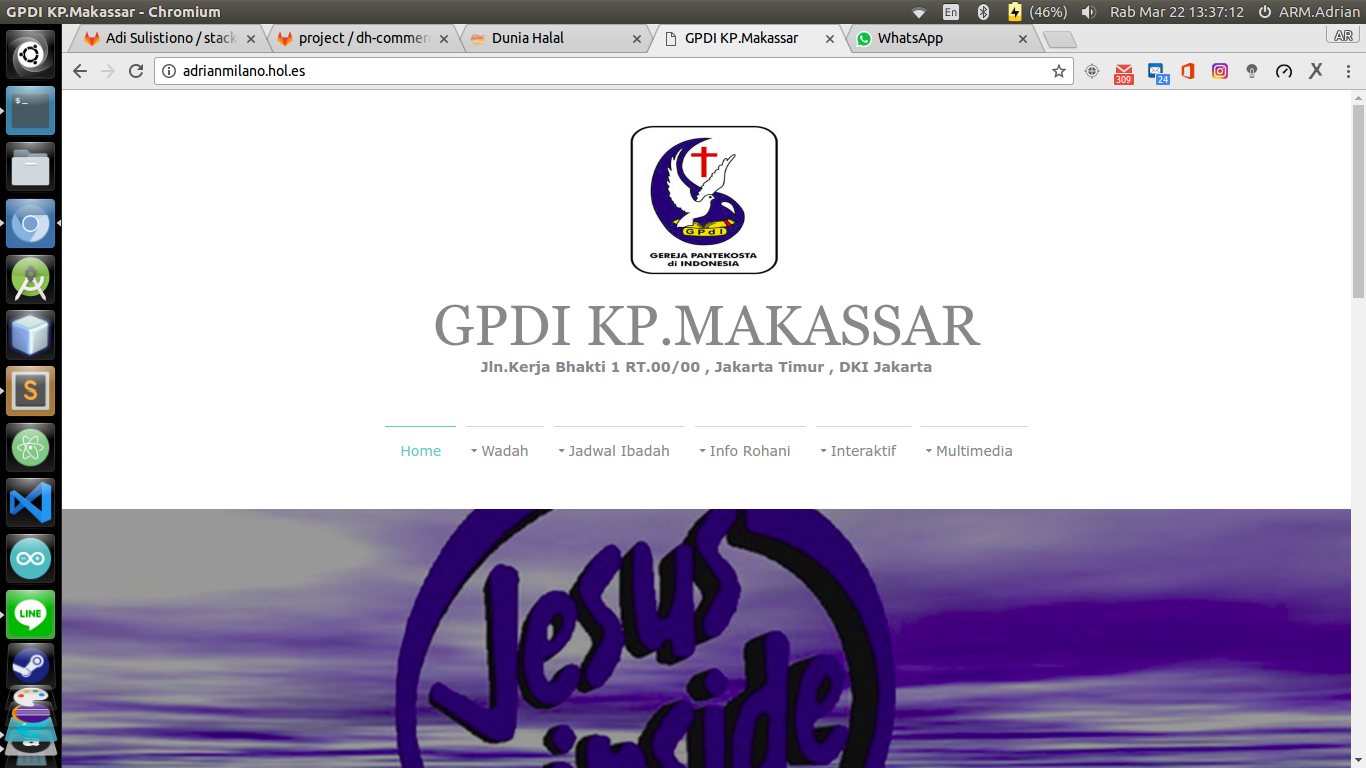 GPDI KP.Makassar - Chromium
En
(46%)
Rab Mar 22 13:37:12
ARM.Adrian
Adi Sulistiono / stack
project / dh-commer
Dunia Halal
GPDI KP.Makassar
WhatsApp
AR
adrianmilano.hol.es
309
24
GPdI
GEREJA PANTEKOSTA
di INDONESIA
GPDI KP.MAKASSAR
Jln.Kerja Bhakti 1 RT.00/00 , Jakarta Timur , DKI Jakarta
Home
Wadah
Jadwal Ibadah
Info Rohani
Interaktif
Multimedia
LINE
Jesus
inside